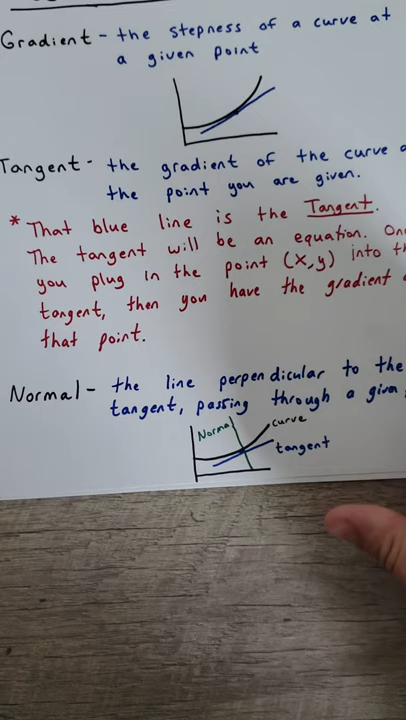 Gradient - the stepness of a curve at
a given point
Tangent - the gradient of the curve
the point you are given.
* That blue line is the Tangent.
The tangent will be an equation.
you plug in the point (x,y) into
tangent, then you have the gradient
that point.
Normal - the line perpendicular to the
tangent, passing through a given
Normal
curve
tangent